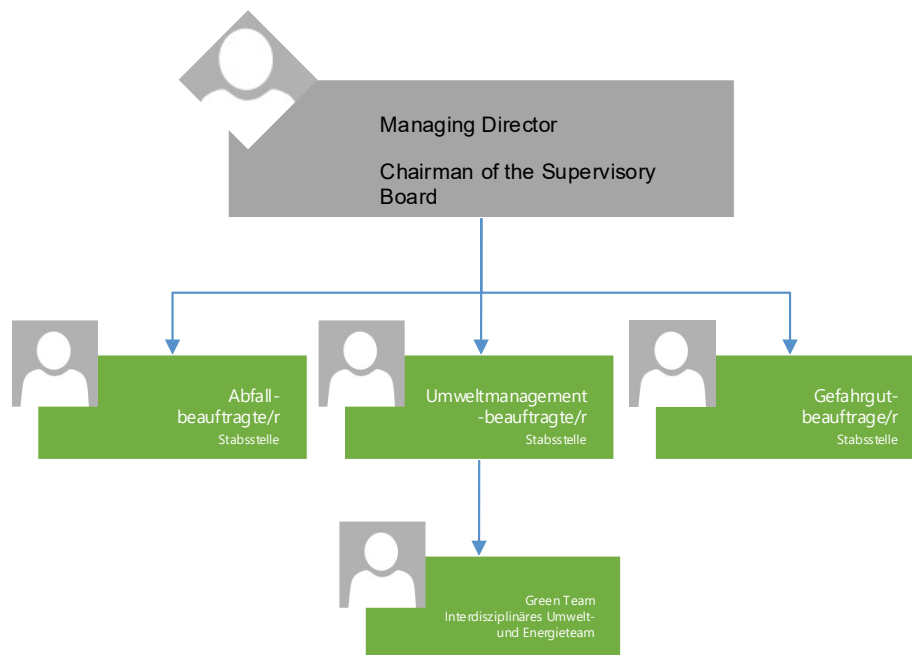 Managing Director
Chairman of the Supervisory
Board
Abfall-
beauftragte/r
Stabsstelle
Umweltmanagement
-beauftragte/r
Stabsstelle
Gefahrgut-
beauftrage/r
Stabsstelle
Green Team
Interdisziplinäres Umwelt-
und Energieteam